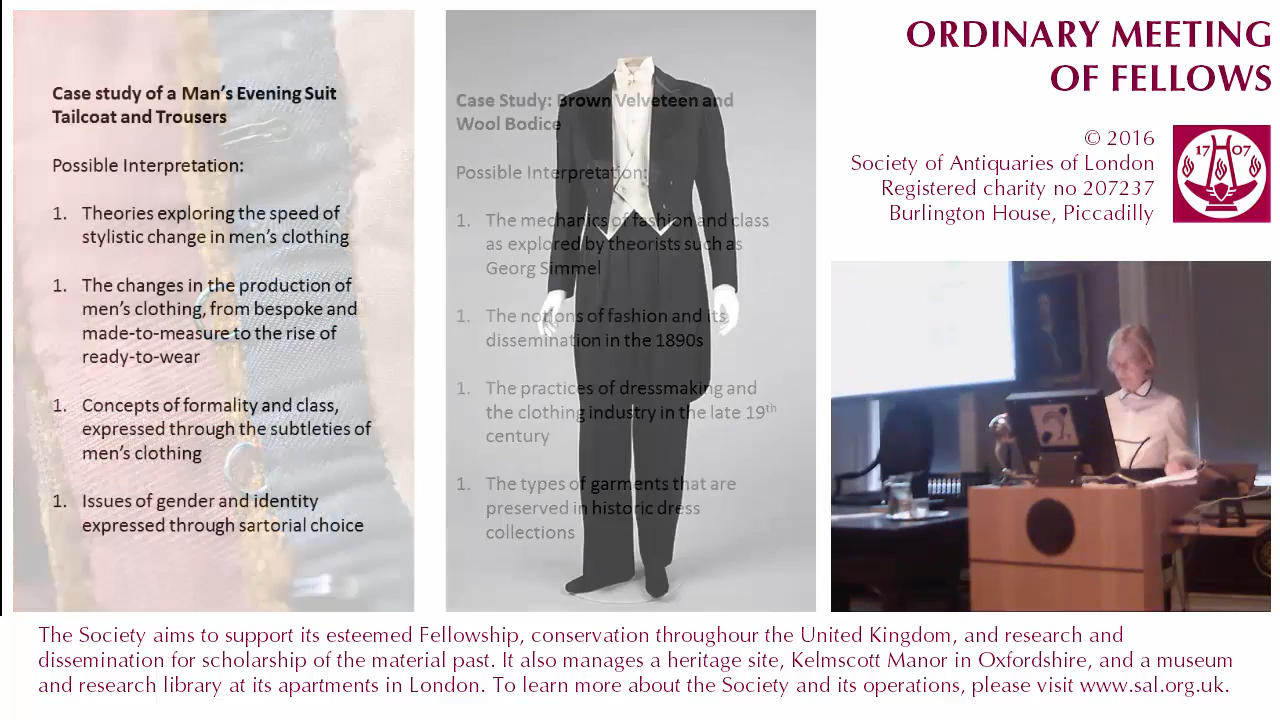 Case study of a Man's Evening Suit
Tailcoat and Trousers
Possible Interpretation:
1. Theories exploring the speed of
stylistic change in men's clothing
1. The changes in the production of
men's clothing, from bespoke and
made-to-measure to the rise of
ready-to-wear
1. Concepts of formality and class,
expressed through the subtleties of
men's clothing
1. Issues of gender and identity
expressed through sartorial choice
Case Study: Brown Velveteen and
Wool Bodice
Possible Interpretation:
1. The mechanics of fashion and class
as explored by theorists such as
Georg Simmel
1. The notions of fashion and its
dissemination in the 1890s
1. The practices of dressmaking and
the clothing industry in the late 19th
century
1. The types of garments that are
preserved in historic dress
collections
ORDINARY MEETING
OF FELLOWS
© 2016
Society of Antiquaries of London
Registered charity no 207237
Burlington House, Piccadilly
17 07
The Society aims to support its esteemed Fellowship, conservation throughour the United Kingdom, and research and
dissemination for scholarship of the material past. It also manages a heritage site, Kelmscott Manor in Oxfordshire, and a museum
and research library at its apartments in London. To learn more about the Society and its operations, please visit www.sal.org.uk.